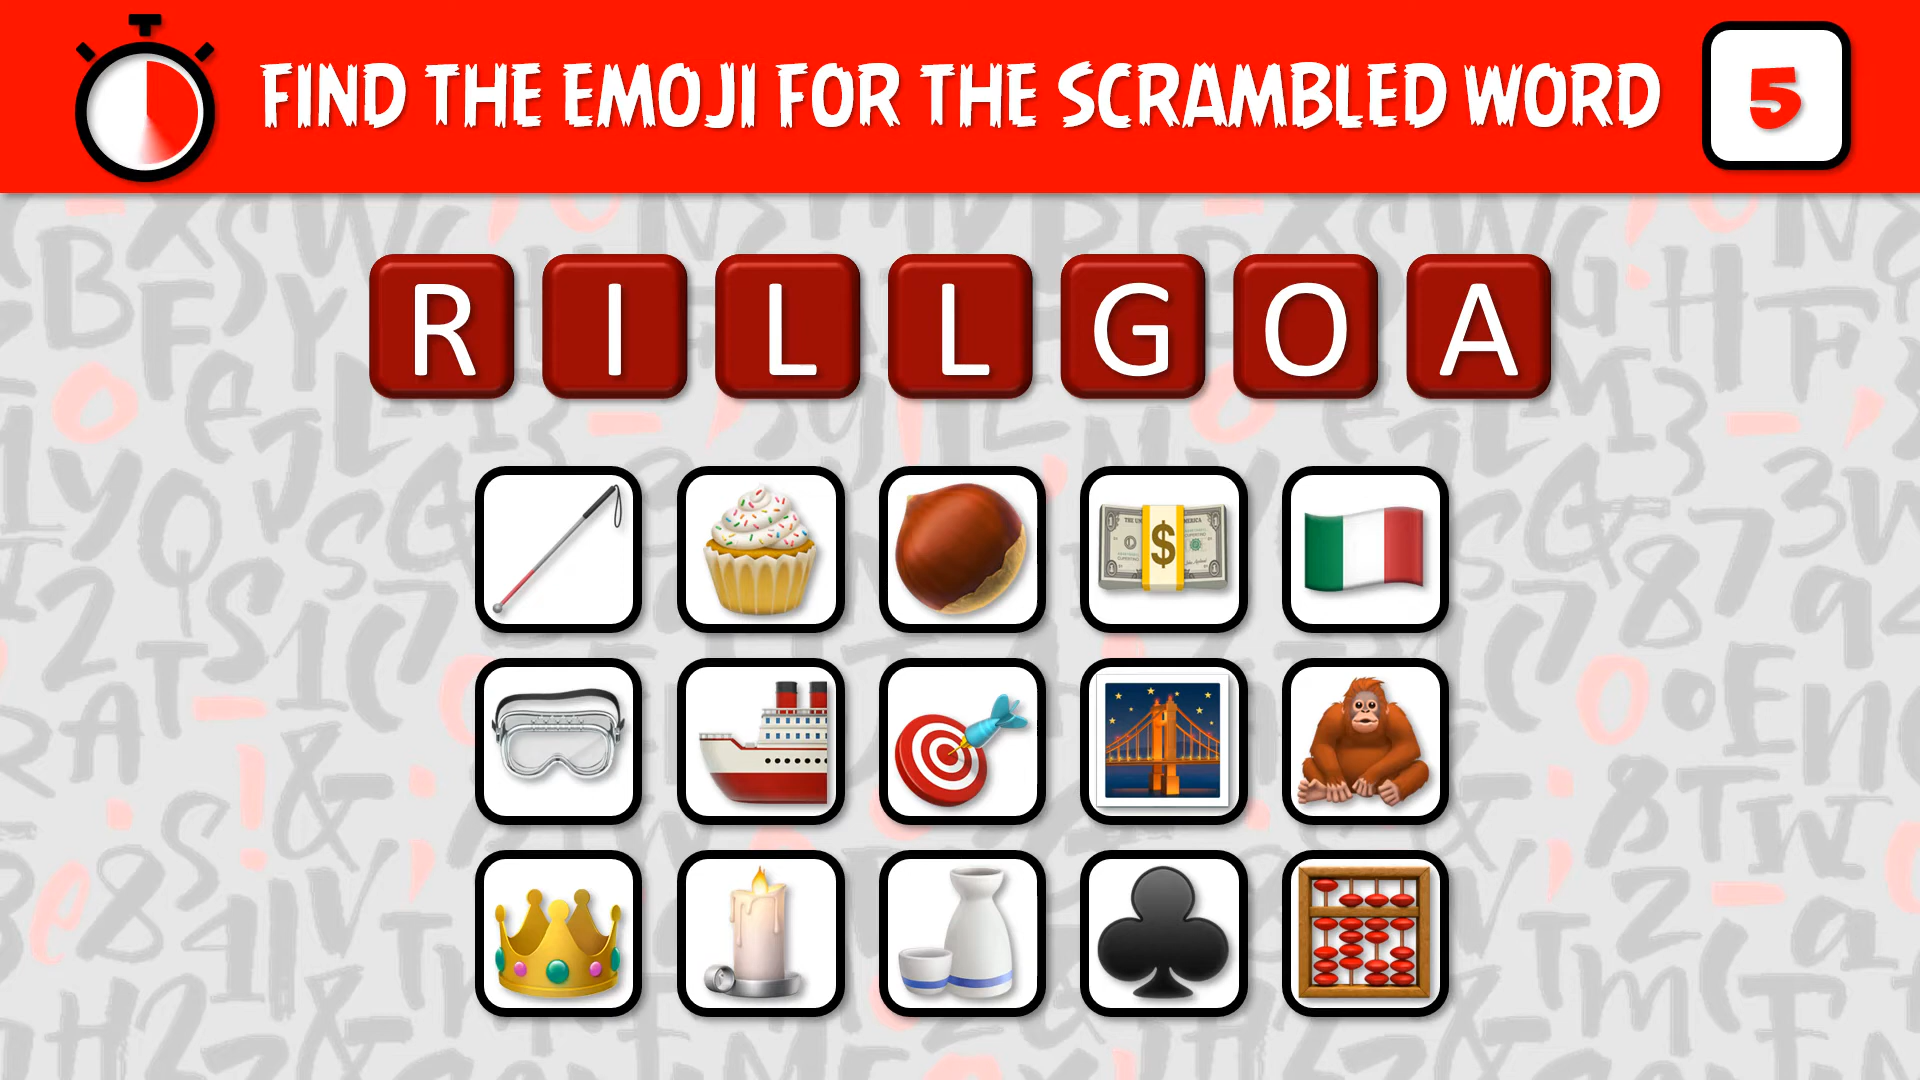 FIND THE EMOJI FOR THE SCRAMBLED WORD
5
R I L L G O A
$